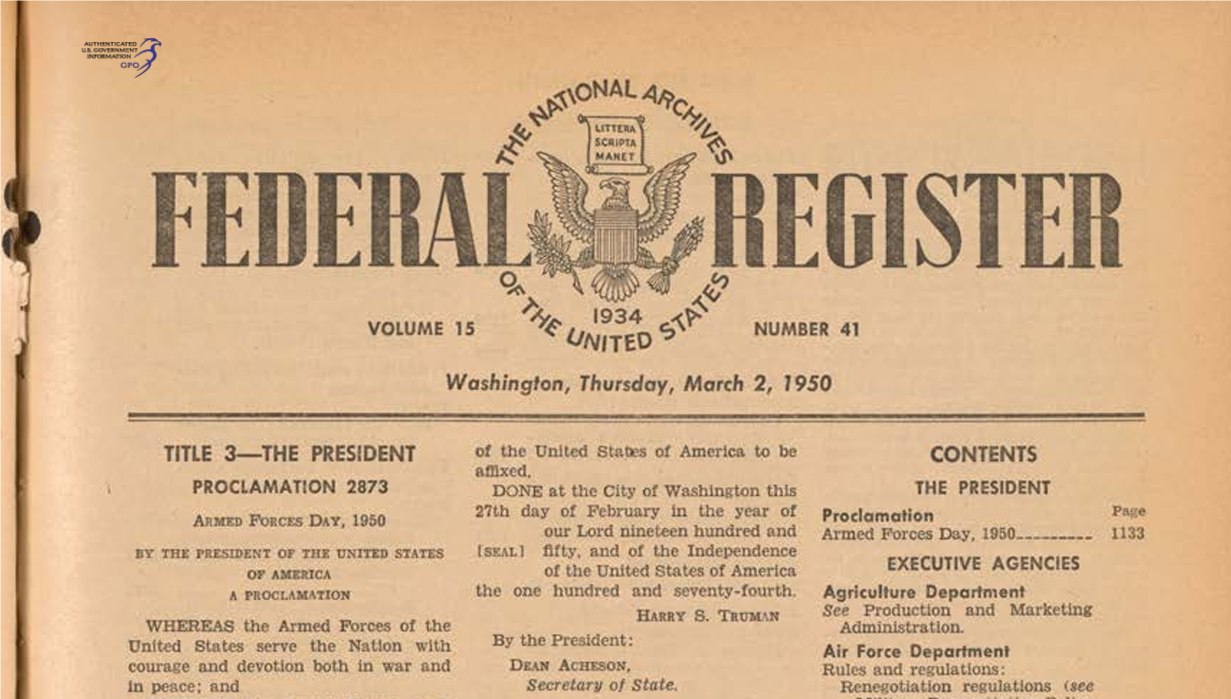 AUTHENTICATED
U.S. GOVERNMENT
INFORMATION
GPO
THE NATIONAL ARCHIVES
LITTERA
SCRIPTA
MANET
FEDERAL REGISTER
1934
OF THE UNITED STATES
VOLUME 15
NUMBER 41
Washington, Thursday, March 2, 1950
TITLE 3—THE PRESIDENT
PROCLAMATION 2873
ARMED FORCES DAY, 1950
BY THE PRESIDENT OF THE UNITED STATES
OF AMERICA
A PROCLAMATION
WHEREAS the Armed Forces of the
United States serve the Nation with
courage and devotion both in war and
in peace; and
of the United States of America to be
affixed.
DONE at the City of Washington this
27th day of February in the year of
our Lord nineteen hundred and
[SEAL] fifty, and of the Independence
of the United States of America
the one hundred and seventy-fourth.
HARRY S. TRUMAN
By the President:
DEAN ACHESON,
Secretary of State.
CONTENTS
THE PRESIDENT
Proclamation Page
Armed Forces Day, 1950--------- 1133
EXECUTIVE AGENCIES
Agriculture Department
See Production and Marketing
Administration.
Air Force Department
Rules and regulations:
Renegotiation regulations (see